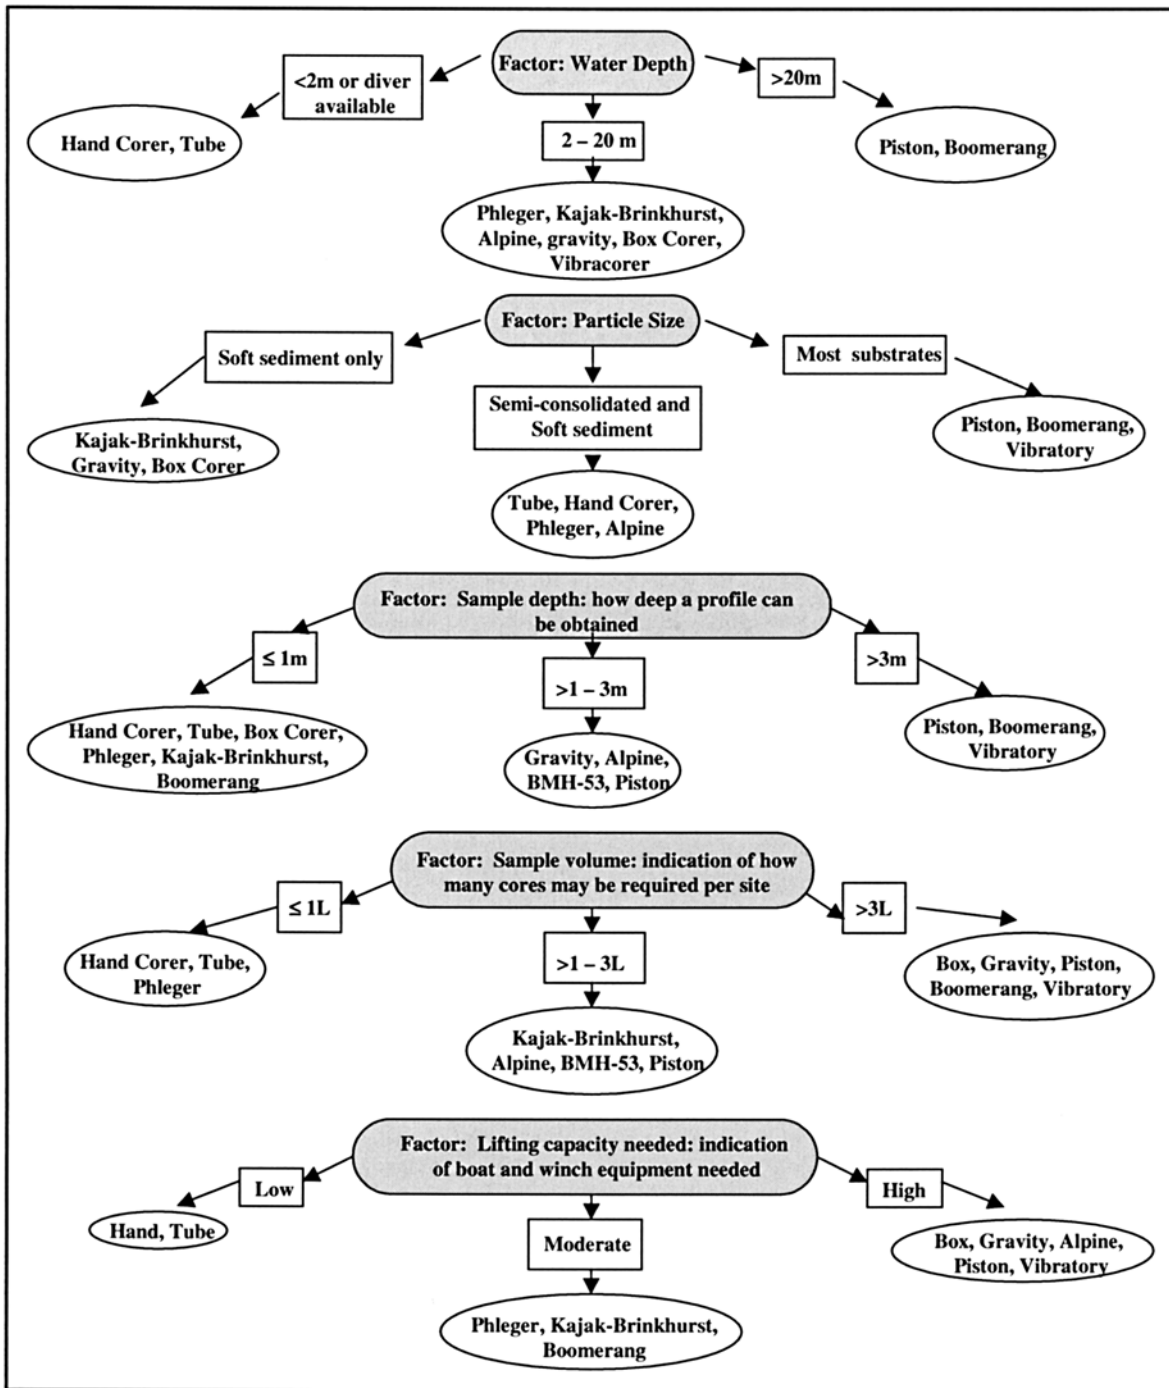 Factor: Water Depth
<2m or diver
available
>20m
Hand Corer, Tube
2 – 20 m
Piston, Boomerang
Phleger, Kajak-Brinkhurst,
Alpine, gravity, Box Corer,
Vibracorer
Factor: Particle Size
Soft sediment only
Most substrates
Semi-consolidated and
Soft sediment
Kajak-Brinkhurst,
Gravity, Box Corer
Piston, Boomerang,
Vibratory
Tube, Hand Corer,
Phleger, Alpine
Factor: Sample depth: how deep a profile can
be obtained
≤ 1m
>1 – 3m
>3m
Hand Corer, Tube, Box Corer,
Phleger, Kajak-Brinkhurst,
Boomerang
Gravity, Alpine,
BMH-53, Piston
Piston, Boomerang,
Vibratory
Factor: Sample volume: indication of how
many cores may be required per site
≤ 1L
>1 – 3L
>3L
Hand Corer, Tube,
Phleger
Box, Gravity, Piston,
Boomerang, Vibratory
Kajak-Brinkhurst,
Alpine, BMH-53, Piston
Factor: Lifting capacity needed: indication
of boat and winch equipment needed
Low
High
Hand, Tube
Moderate
Box, Gravity, Alpine,
Piston, Vibratory
Phleger, Kajak-Brinkhurst,
Boomerang